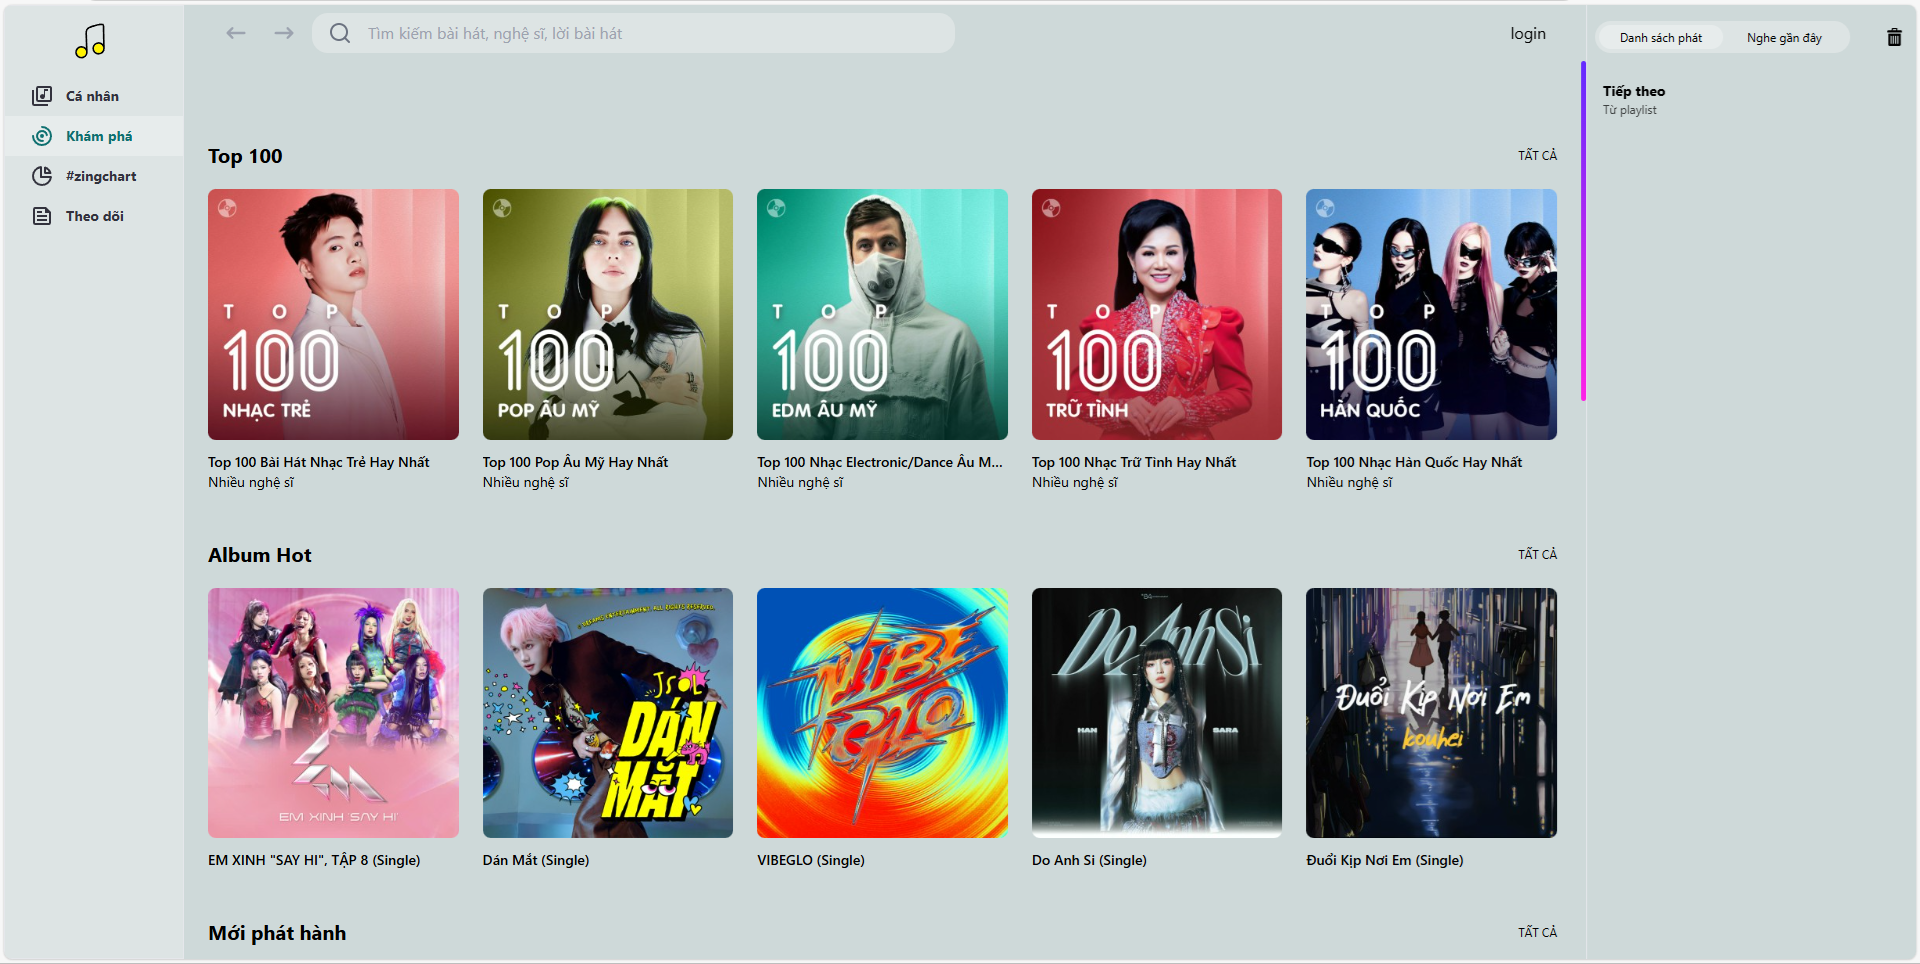 Tìm kiếm bài hát, nghệ sĩ, lời bài hát
login
Danh sách phát
Nghe gần đây
Cá nhân
Khám phá
#zingchart
Theo dõi
Tiếp theo
Từ playlist
Top 100
TẤT CẢ
TOP
100
NHẠC TRẺ
TOP
100
POP ÂU MỸ
TOP
100
EDM ÂU MỸ
TOP
100
TRỮ TÌNH
TOP
100
HÀN QUỐC
Top 100 Bài Hát Nhạc Trẻ Hay Nhất
Nhiều nghệ sĩ
Top 100 Pop Âu Mỹ Hay Nhất
Nhiều nghệ sĩ
Top 100 Nhạc Electronic/Dance Âu M...
Nhiều nghệ sĩ
Top 100 Nhạc Trữ Tình Hay Nhất
Nhiều nghệ sĩ
Top 100 Nhạc Hàn Quốc Hay Nhất
Nhiều nghệ sĩ
Album Hot
TẤT CẢ
EM XINH "SAY HI"
JSOL
DÁN
MẮT
VIBE
GLO
Do Anh Si
HAN
SARA
Đuổi Kịp Nơi Em
kouhei
EM XINH "SAY HI", TẬP 8 (Single)
Dán Mắt (Single)
VIBEGLO (Single)
Do Anh Si (Single)
Đuổi Kịp Nơi Em (Single)
Mới phát hành
TẤT CẢ